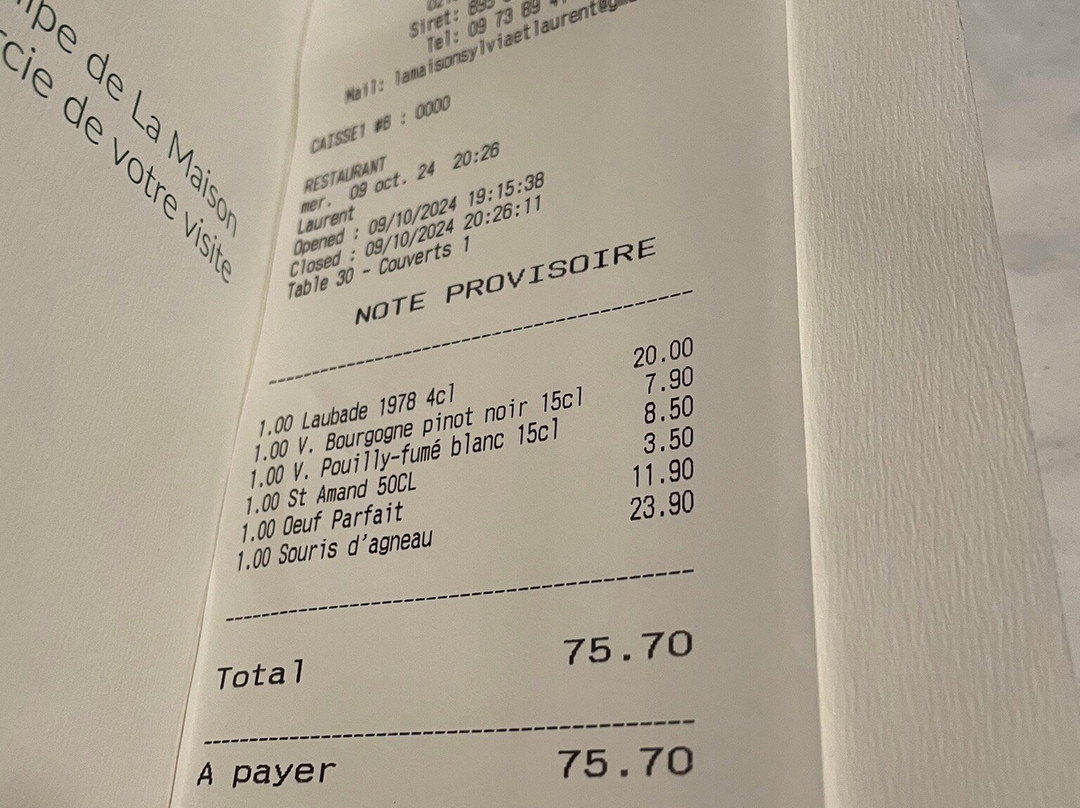 de La Maison
de votre visite
Siret: 895
Tel: 09 73 89
Mail: lamaisonsylviaetlaurent@
CAISSE1 #6 : 0000
RESTAURANT
mer. 09 oct. 24 20:26
Laurent
Opened : 09/10/2024 19:15:38
Closed : 09/10/2024 20:26:11
Table 30 - Couverts 1
NOTE PROVISOIRE
1.00 Laubade 1978 4cl 20.00
1.00 V. Bourgogne pinot noir 15cl 7.90
1.00 V. Pouilly-fumé blanc 15cl 8.50
1.00 St Amand 50CL 3.50
1.00 Oeuf Parfait 11.90
1.00 Souris d'agneau 23.90
Total 75.70
A payer 75.70